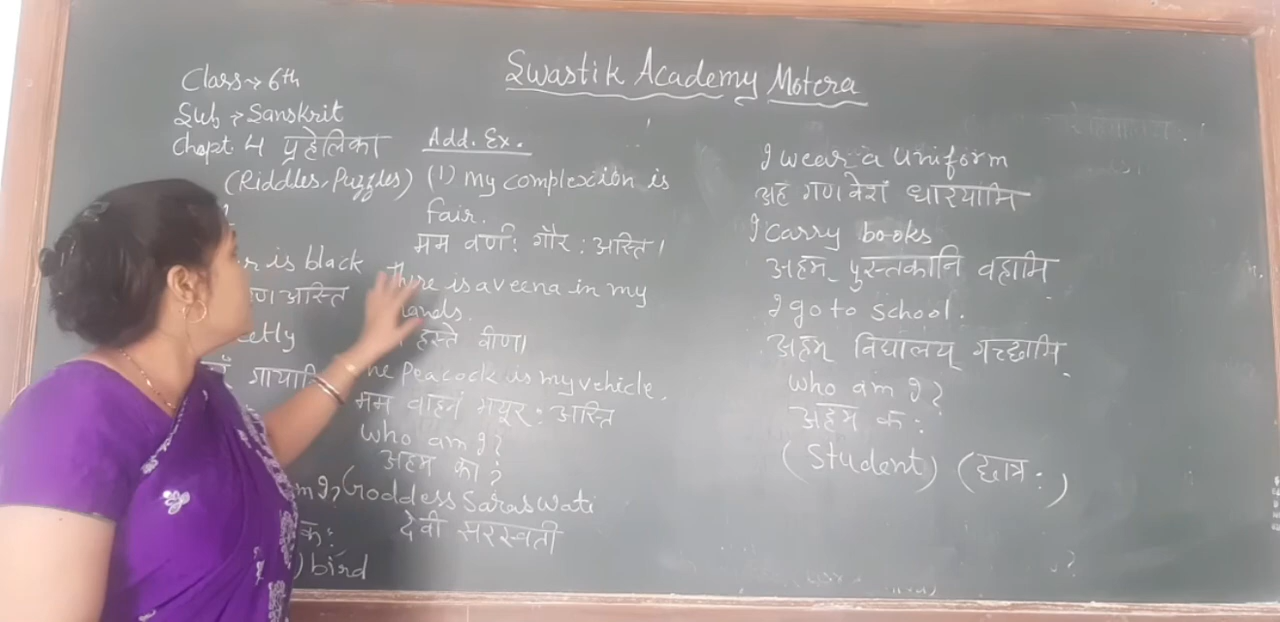 Swastik Academy Motera
Class → 6th
Sub → Sanskrit
Chapt. 4 प्रहेलिका
(Riddles, Puzzles)
is black
अस्ति
bird
Add. Ex.
(1) My complexion is
fair.
मम वर्णः गौर : अस्ति।
There is a veena in my
hands.
हस्ते वीणा
The Peacock is my vehicle.
मम वाहनं मयूर : अस्ति
Who am I?
अहम का?
Goddess Saraswati
देवी सरस्वती
I wear a uniform
अहं गणवेशं धारयामि
I carry books
अहम् पुस्तकानि वहामि
I go to school.
अहम् विद्यालय् गच्छामि
Who am I?
अहम क :
(Student) (छात्र :)